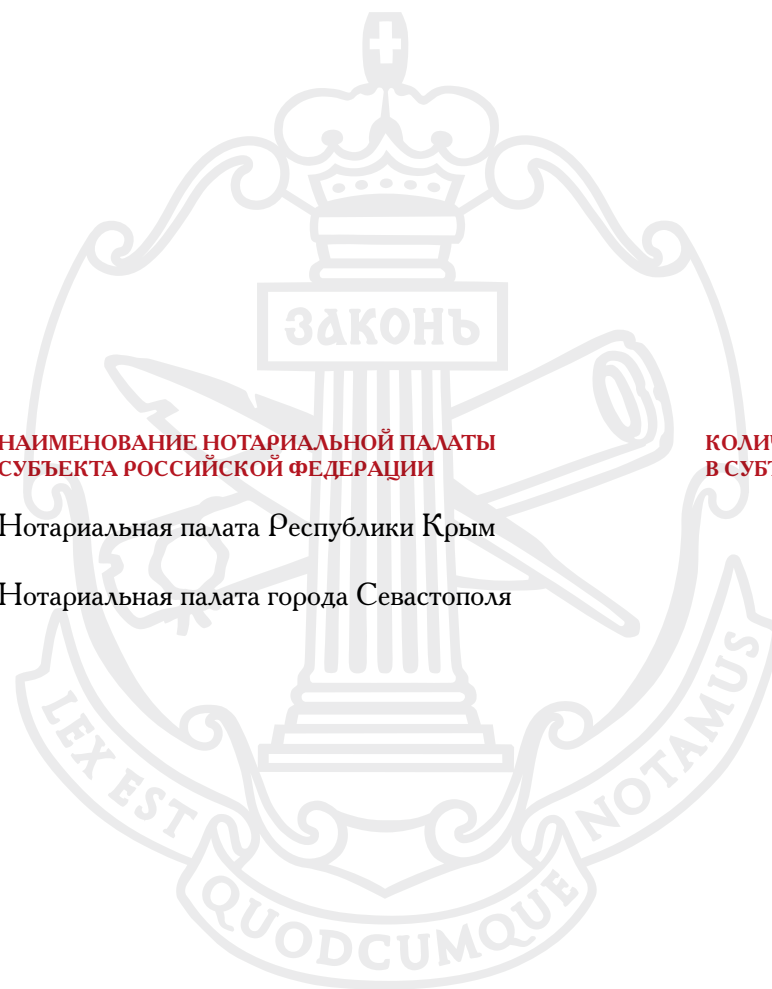 ЗАКОНЪ
НАИМЕНОВАНИЕ НОТАРИАЛЬНОЙ ПАЛАТЫ
СУБЪЕКТА РОССИЙСКОЙ ФЕДЕРАЦИИ
Нотариальная палата Республики Крым
Нотариальная палата города Севастополя
LEX EST
QUODCUMQUE
NOTAMUS